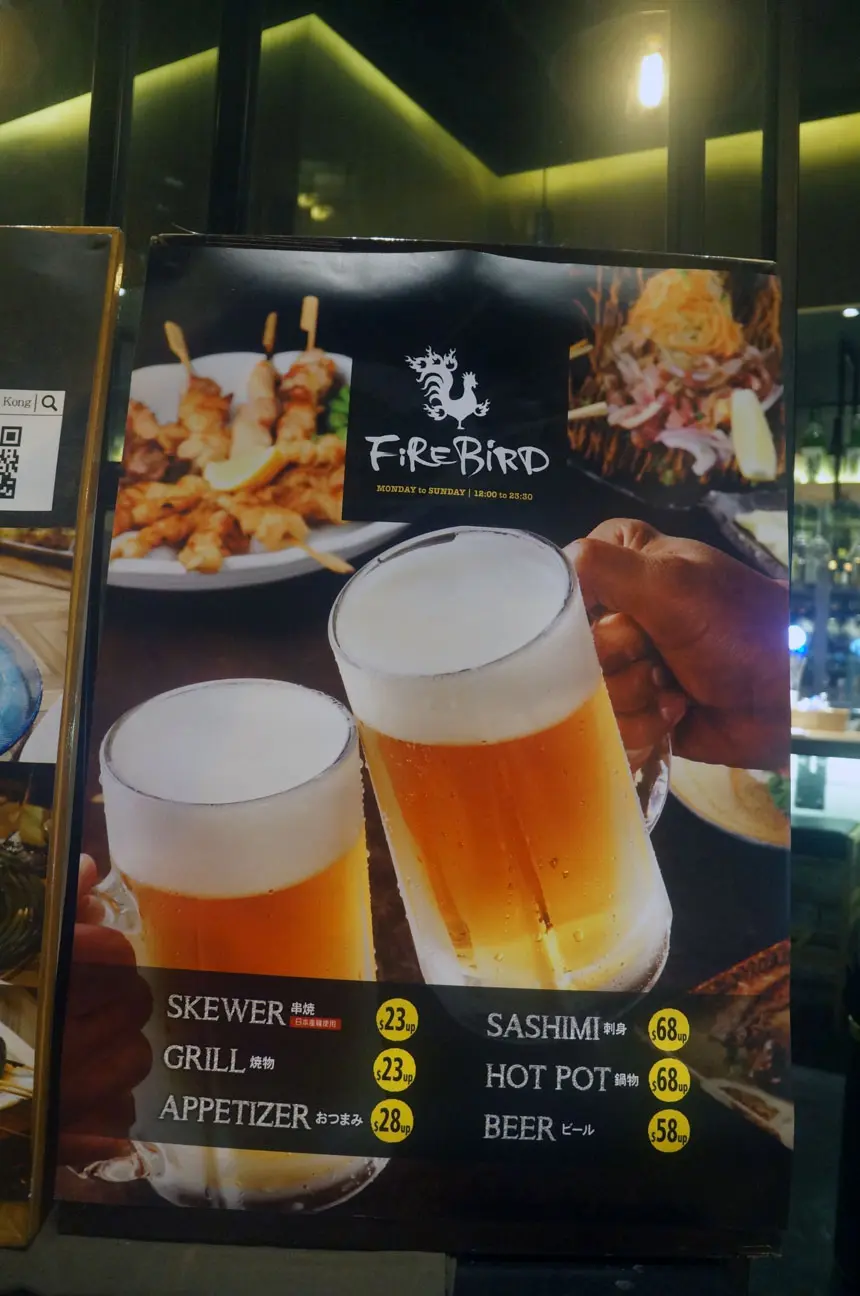 Kong
FIREBIRD
MONDAY to SUNDAY | 12:00 to 23:30
SKEWER 串焼 $23up
日本産鶏使用
GRILL 焼物 $23up
APPETIZER おつまみ $28up
SASHIMI 刺身 $68up
HOT POT 鍋物 $68up
BEER ビール $58up